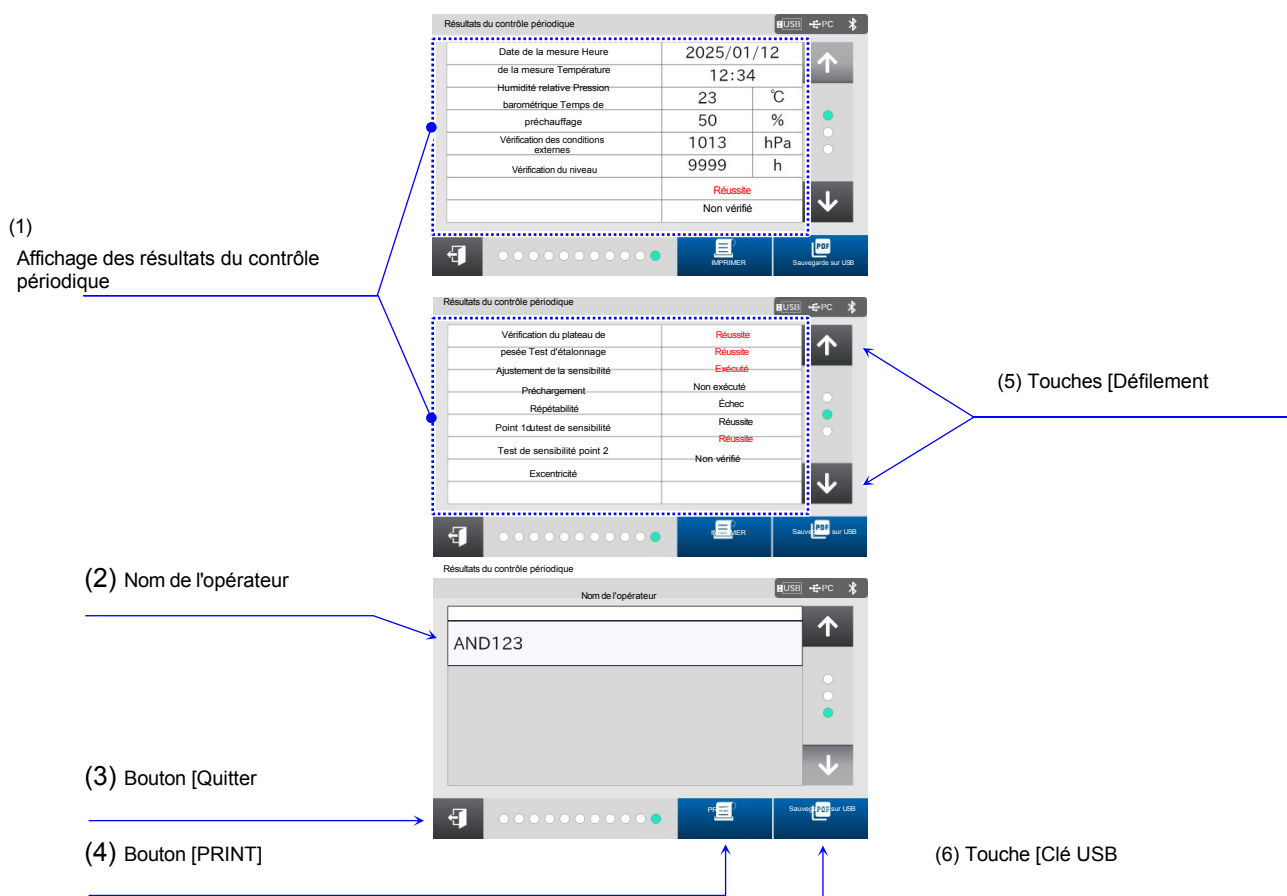 Résultats du contrôle périodique
USB PC
Date de la mesure Heure
2025/01/12
de la mesure Température
12:34
Humidité relative Pression
23 °C
barométrique Temps de
préchauffage
50 %
Vérification des conditions
externes
1013 hPa
Vérification du niveau
9999 h
Réussite
Non vérifié
IMPRIMER
PDF
Sauvegarde sur USB
(1)
Affichage des résultats du contrôle
périodique
Résultats du contrôle périodique
USB PC
Vérification du plateau de
Réussite
pesée Test d'étalonnage
Réussite
Ajustement de la sensibilité
Exécuté
Préchargement
Non exécuté
Répétabilité
Échec
Point 1dutest de sensibilité
Réussite
Réussite
Test de sensibilité point 2
Non vérifié
Excentricité
PDF
sur USB
(5) Touches [Défilement
Résultats du contrôle périodique
USB PC
(2) Nom de l'opérateur
Nom de l'opérateur
AND123
(3) Bouton [Quitter
sur USB
(4) Bouton [PRINT]
(6) Touche [Clé USB